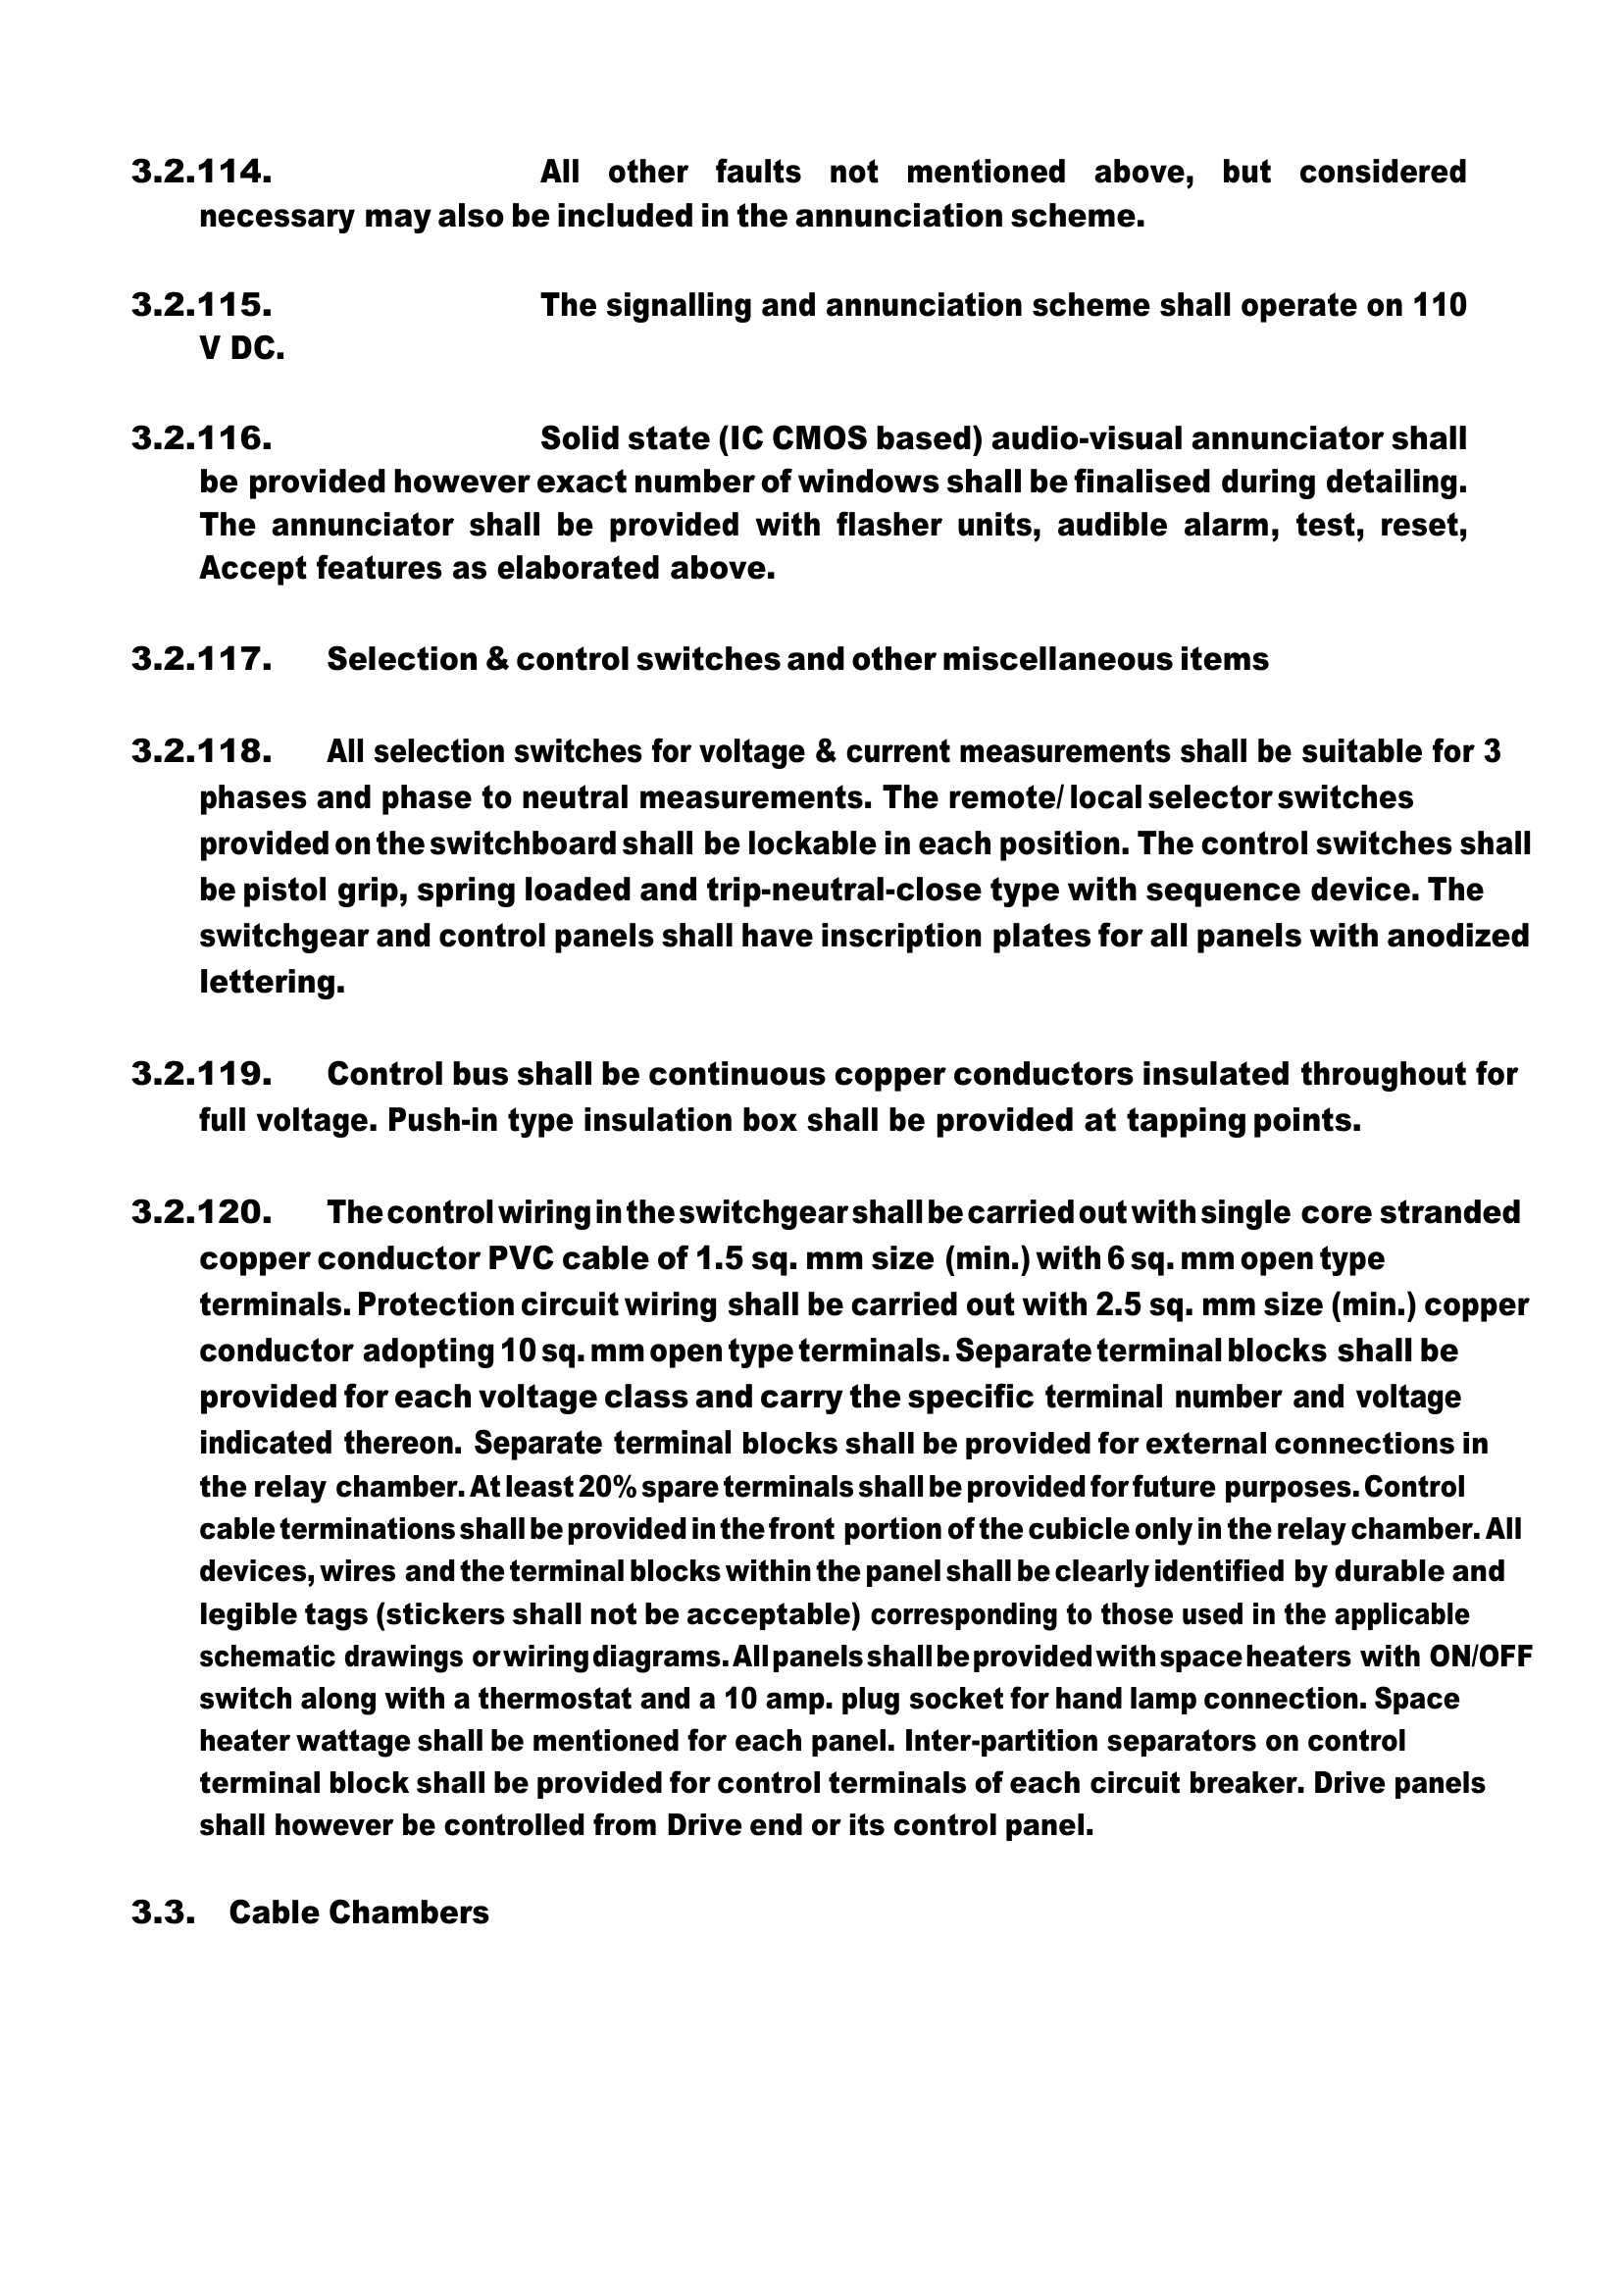 3.2.114. All other faults not mentioned above, but considered
necessary may also be included in the annunciation scheme.
3.2.115. The signalling and annunciation scheme shall operate on 110
V DC.
3.2.116. Solid state (IC CMOS based) audio-visual annunciator shall
be provided however exact number of windows shall be finalised during detailing.
The annunciator shall be provided with flasher units, audible alarm, test, reset,
Accept features as elaborated above.
3.2.117. Selection & control switches and other miscellaneous items
3.2.118. All selection switches for voltage & current measurements shall be suitable for 3
phases and phase to neutral measurements. The remote/ local selector switches
provided on the switchboard shall be lockable in each position. The control switches shall
be pistol grip, spring loaded and trip-neutral-close type with sequence device. The
switchgear and control panels shall have inscription plates for all panels with anodized
lettering.
3.2.119. Control bus shall be continuous copper conductors insulated throughout for
full voltage. Push-in type insulation box shall be provided at tapping points.
3.2.120. The control wiring in the switchgear shall be carried out with single core stranded
copper conductor PVC cable of 1.5 sq. mm size (min.) with 6 sq. mm open type
terminals. Protection circuit wiring shall be carried out with 2.5 sq. mm size (min.) copper
conductor adopting 10 sq. mm open type terminals. Separate terminal blocks shall be
provided for each voltage class and carry the specific terminal number and voltage
indicated thereon. Separate terminal blocks shall be provided for external connections in
the relay chamber. At least 20% spare terminals shall be provided for future purposes. Control
cable terminations shall be provided in the front portion of the cubicle only in the relay chamber. All
devices, wires and the terminal blocks within the panel shall be clearly identified by durable and
legible tags (stickers shall not be acceptable) corresponding to those used in the applicable
schematic drawings or wiring diagrams. All panels shall be provided with space heaters with ON/OFF
switch along with a thermostat and a 10 amp. plug socket for hand lamp connection. Space
heater wattage shall be mentioned for each panel. Inter-partition separators on control
terminal block shall be provided for control terminals of each circuit breaker. Drive panels
shall however be controlled from Drive end or its control panel.
3.3. Cable Chambers